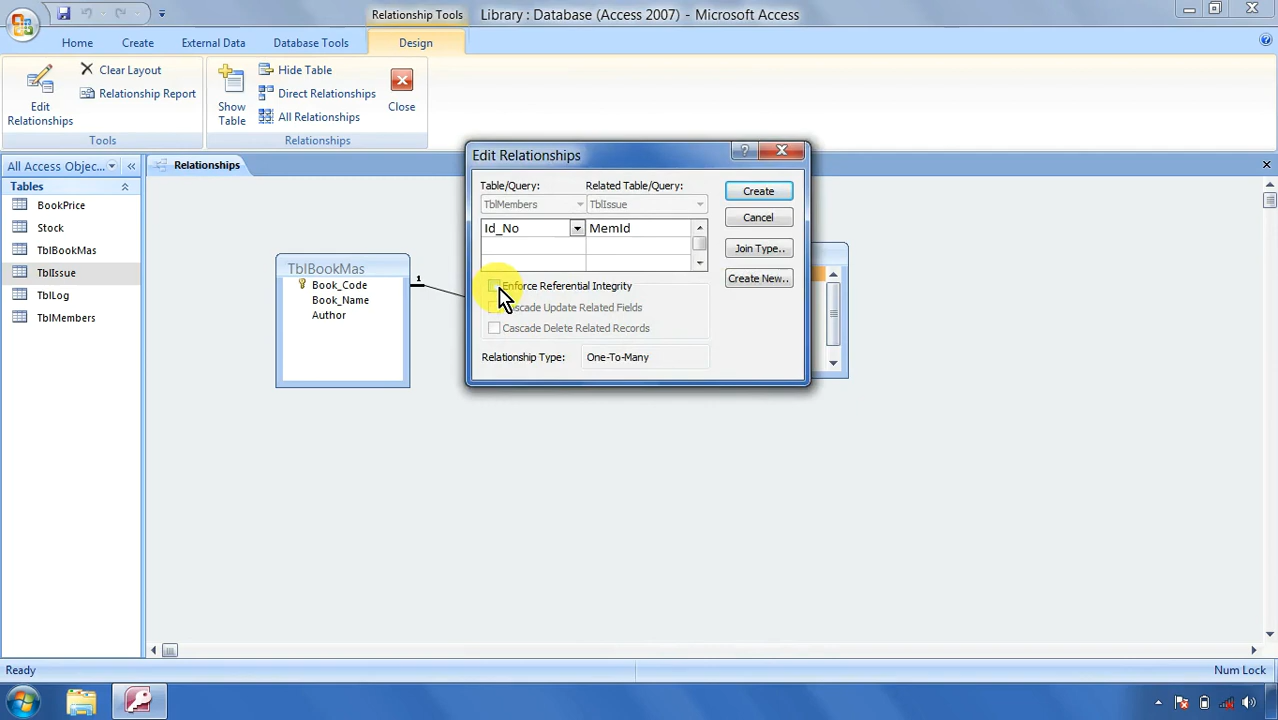 Relationship Tools
Library : Database (Access 2007) - Microsoft Access
Home
Create
External Data
Database Tools
Design
Edit
Relationships
Clear Layout
Relationship Report
Tools
Show
Table
Hide Table
Direct Relationships
All Relationships
Close
Relationships
All Access Objec...
Tables
BookPrice
Stock
TblBookMas
TblIssue
TblLog
TblMembers
Relationships
TblBookMas
Book_Code
Book_Name
Author
1
Edit Relationships
Table/Query:
Related Table/Query:
TblMembers
TblIssue
Id_No
MemId
Enforce Referential Integrity
Cascade Update Related Fields
Cascade Delete Related Records
Relationship Type:
One-To-Many
Create
Cancel
Join Type..
Create New..
Ready
Num Lock